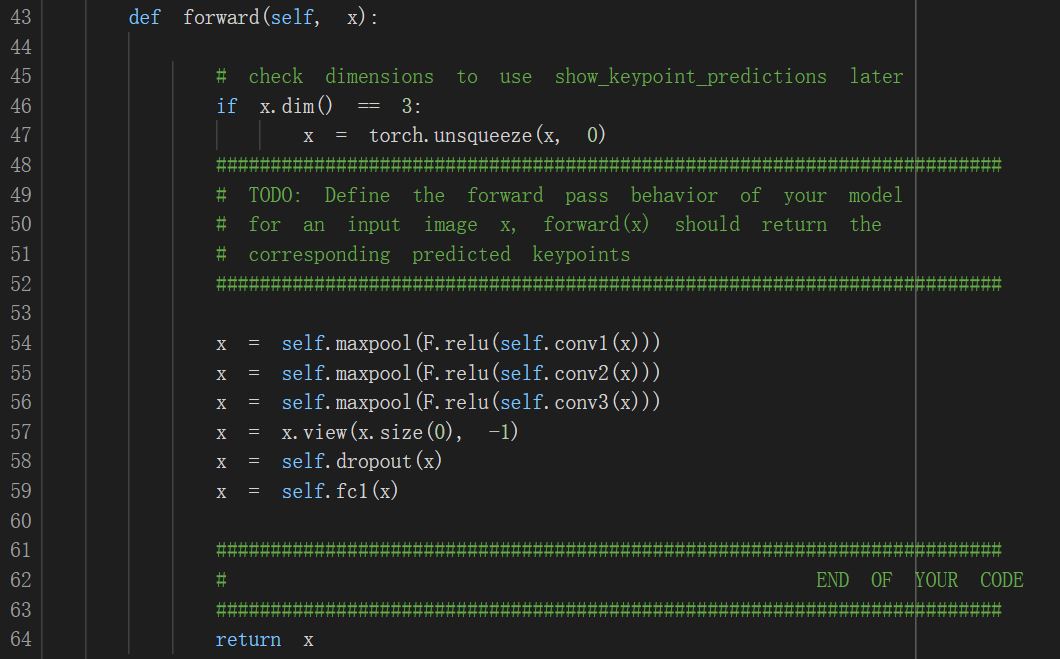 43 def forward(self, x):
44
45 # check dimensions to use show_keypoint_predictions later
46 if x.dim() == 3:
47 x = torch.unsqueeze(x, 0)
48 ########################################################################
49 # TODO: Define the forward pass behavior of your model
50 # for an input image x, forward(x) should return the
51 # corresponding predicted keypoints
52 ########################################################################
53
54 x = self.maxpool(F.relu(self.conv1(x)))
55 x = self.maxpool(F.relu(self.conv2(x)))
56 x = self.maxpool(F.relu(self.conv3(x)))
57 x = x.view(x.size(0), -1)
58 x = self.dropout(x)
59 x = self.fc1(x)
60
61 ########################################################################
62 # END OF YOUR CODE
63 ########################################################################
64 return x